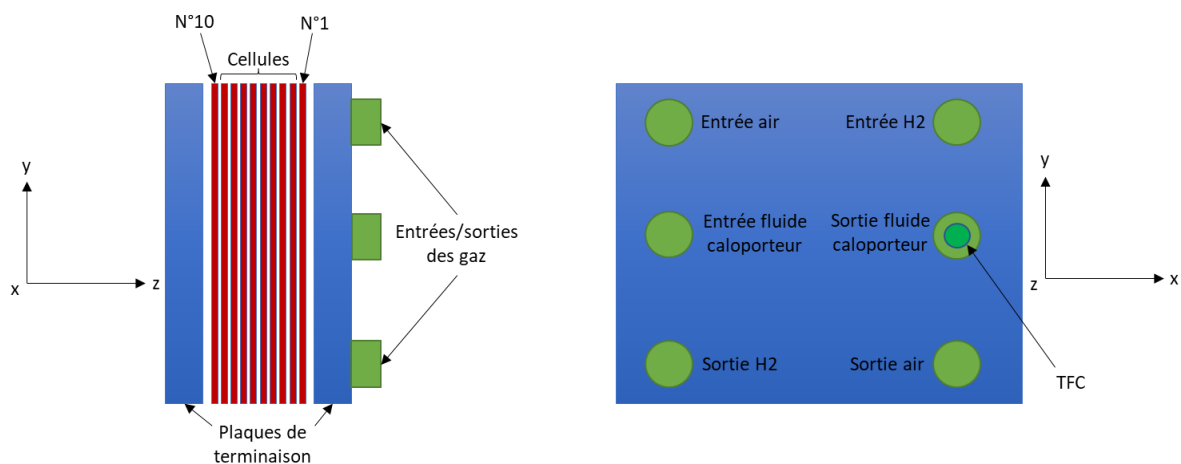 N°10
N°1
Cellules
y
x
z
Entrées/sorties
des gaz
Plaques de
terminaison
Entrée air
Entrée H2
Entrée fluide
caloporteur
Sortie fluide
caloporteur
Sortie H2
Sortie air
y
z
x
TFC